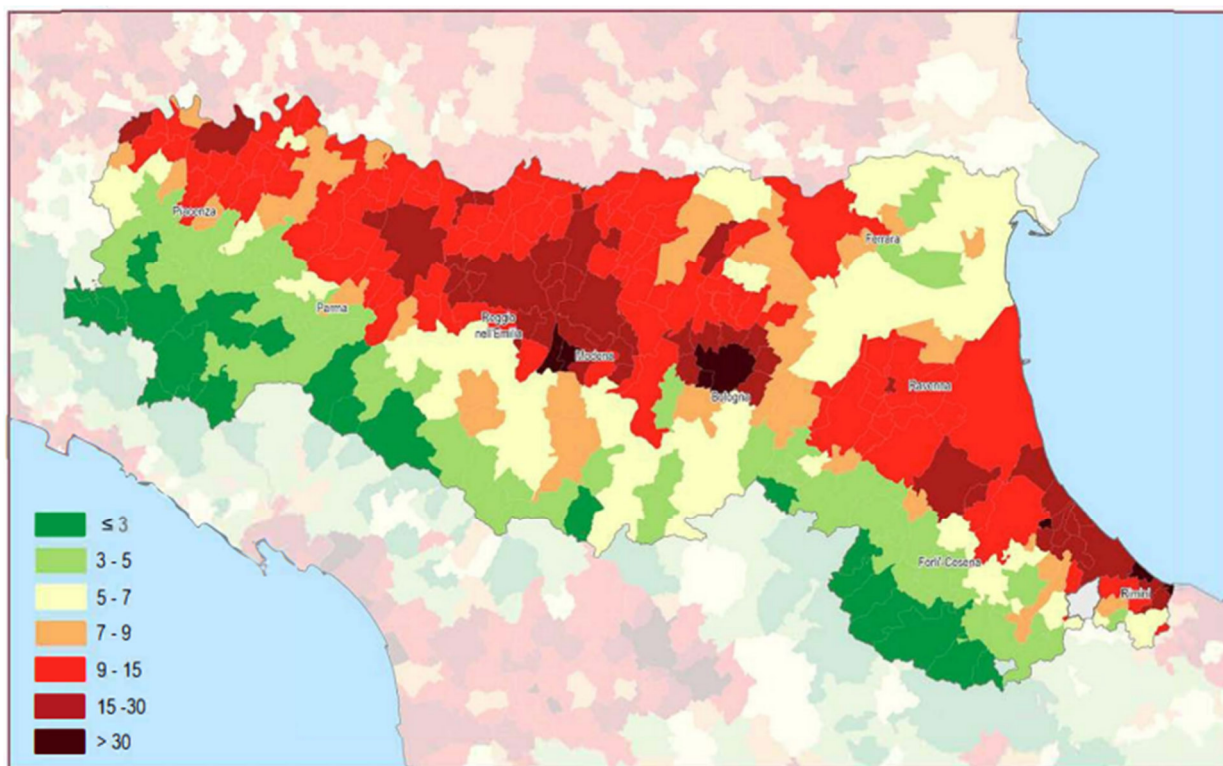 Piacenza
Ferrara
Parma
Reggio
nell'Emilia
Modena
Ravenna
Bologna
Forlì-Cesena
Rimini
≤ 3
3 - 5
5 - 7
7 - 9
9 - 15
15 -30
> 30